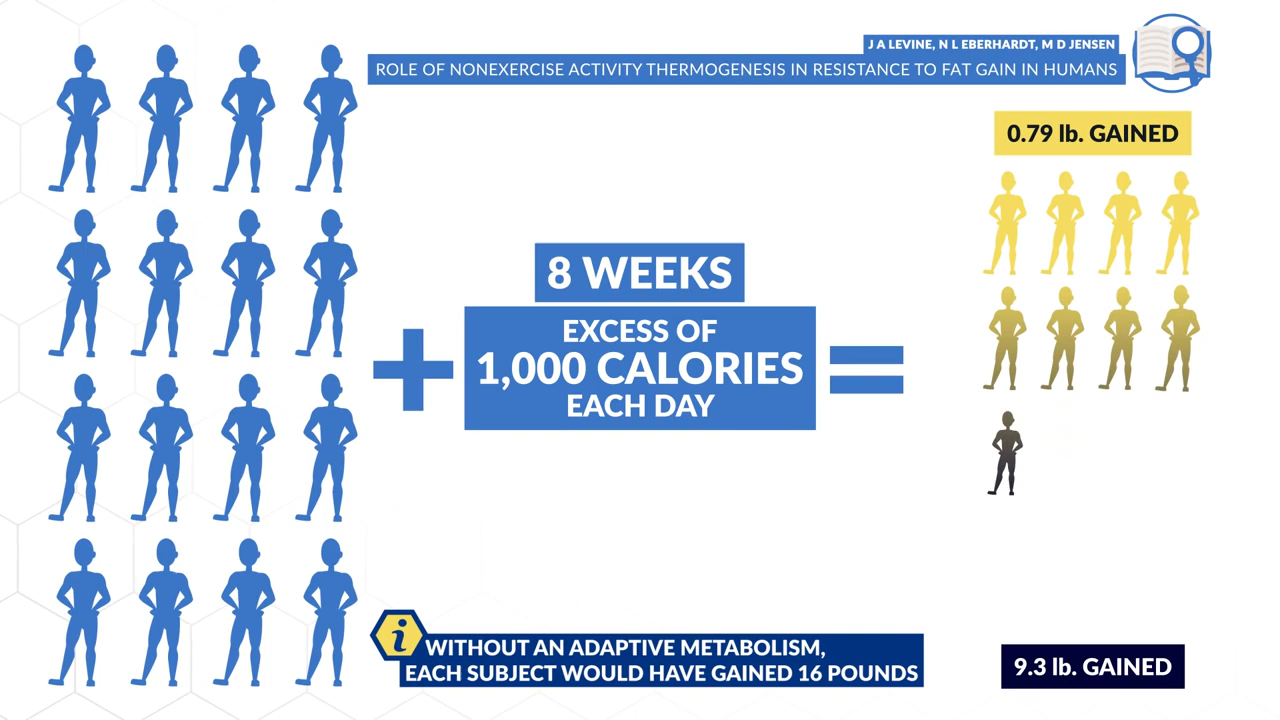 J A LEVINE, N L EBERHARDT, M D JENSEN
ROLE OF NONEXERCISE ACTIVITY THERMOGENESIS IN RESISTANCE TO FAT GAIN IN HUMANS
0.79 lb. GAINED
8 WEEKS
EXCESS OF
1,000 CALORIES
EACH DAY
i
WITHOUT AN ADAPTIVE METABOLISM,
EACH SUBJECT WOULD HAVE GAINED 16 POUNDS
9.3 lb. GAINED